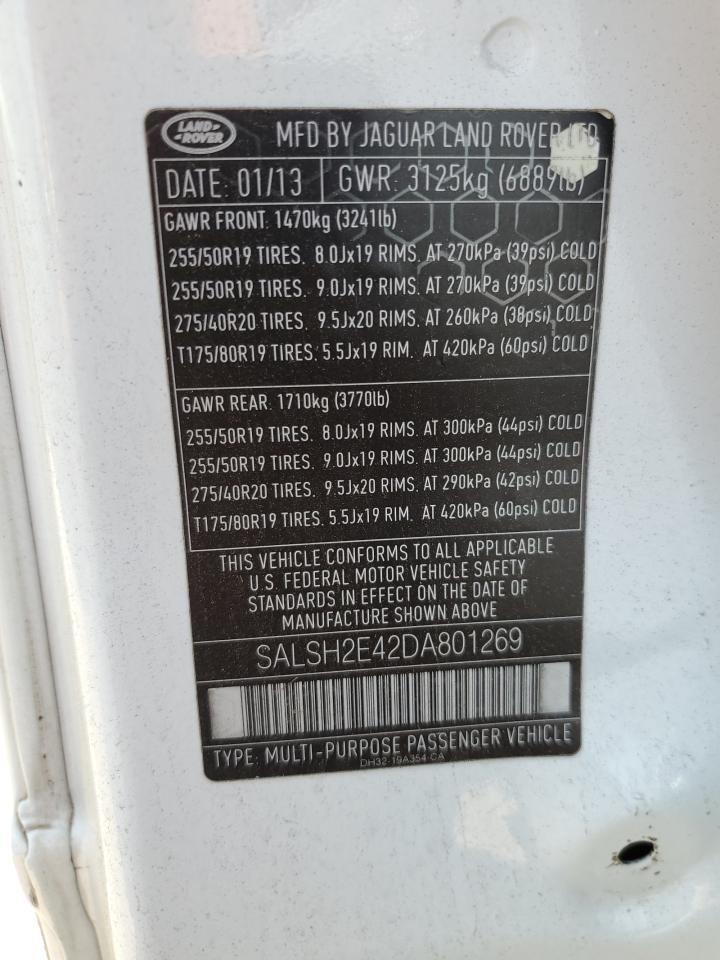 LAND-
ROVER
MFD BY JAGUAR LAND ROVER LTD
DATE: 01/13 GWR: 3125kg (6889lb)
GAWR FRONT. 1470kg (3241lb)
255/50R19 TIRES. 8.0Jx19 RIMS. AT 270kPa (39psi) COLD
255/50R19 TIRES. 9.0Jx19 RIMS. AT 270kPa (39psi) COLD
275/40R20 TIRES. 9.5Jx20 RIMS. AT 260kPa (38psi) COLD
T175/80R19 TIRES. 5.5Jx19 RIM. AT 420kPa (60psi) COLD
GAWR REAR. 1710kg (3770lb)
255/50R19 TIRES. 8.0Jx19 RIMS. AT 300kPa (44psi) COLD
255/50R19 TIRES. 9.0Jx19 RIMS. AT 300kPa (44psi) COLD
275/40R20 TIRES. 9.5Jx20 RIMS. AT 290kPa (42psi) COLD
T175/80R19 TIRES. 5.5Jx19 RIM. AT 420kPa (60psi) COLD
THIS VEHICLE CONFORMS TO ALL APPLICABLE
U.S. FEDERAL MOTOR VEHICLE SAFETY
STANDARDS IN EFFECT ON THE DATE OF
MANUFACTURE SHOWN ABOVE
SALSH2E42DA801269
TYPE: MULTI-PURPOSE PASSENGER VEHICLE
DH32-19A354-CA